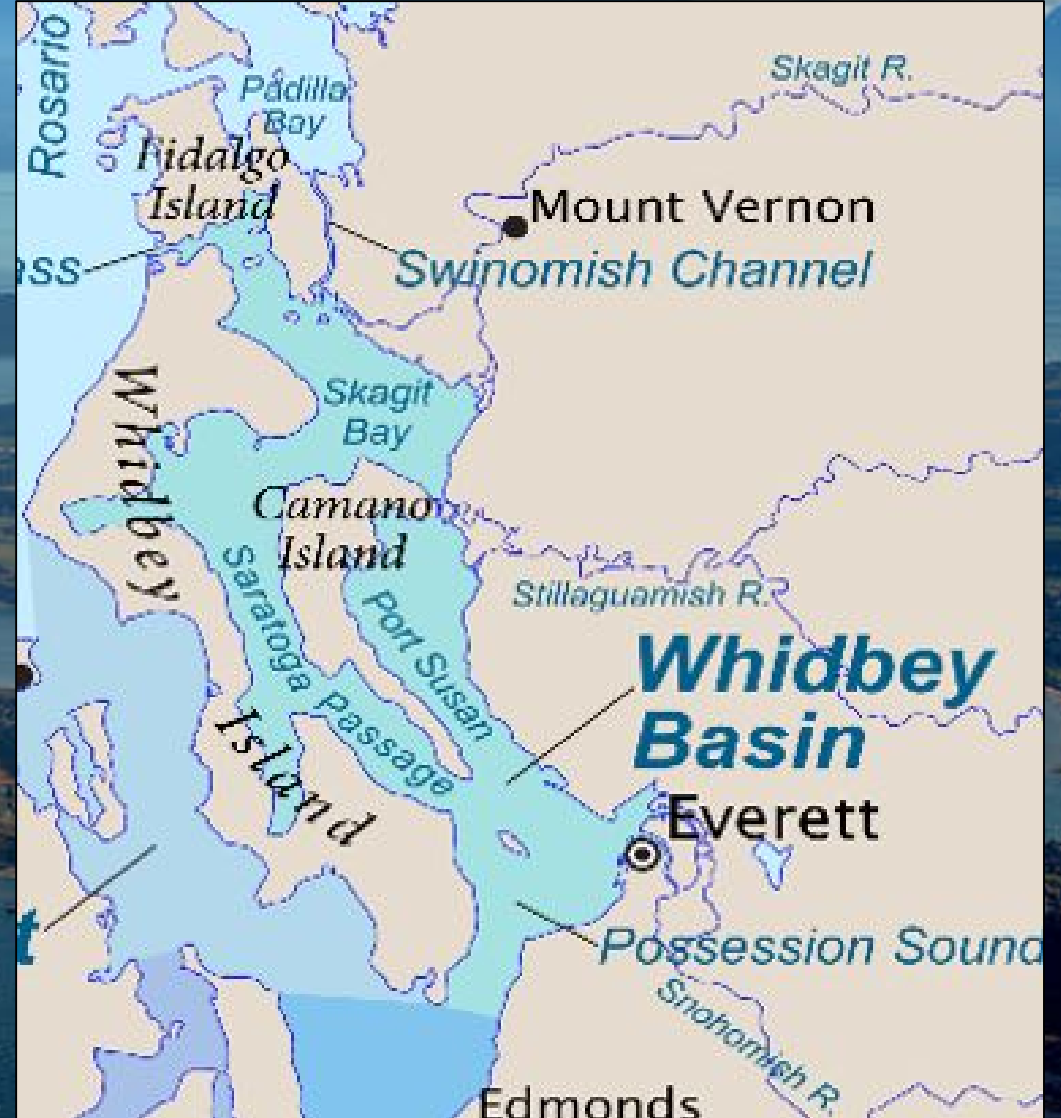 Rosario
Skagit R.
Padilla
Bay
Fidalgo
Island
Mount Vernon
ass
Swinomish Channel
Skagit
Bay
Whidbey
Island
Camano
Island
Saratoga Passage
Port Susan
Stillaguamish R.
Whidbey
Basin
Everett
t
Possession Sound
Snohomish R.
Edmonds